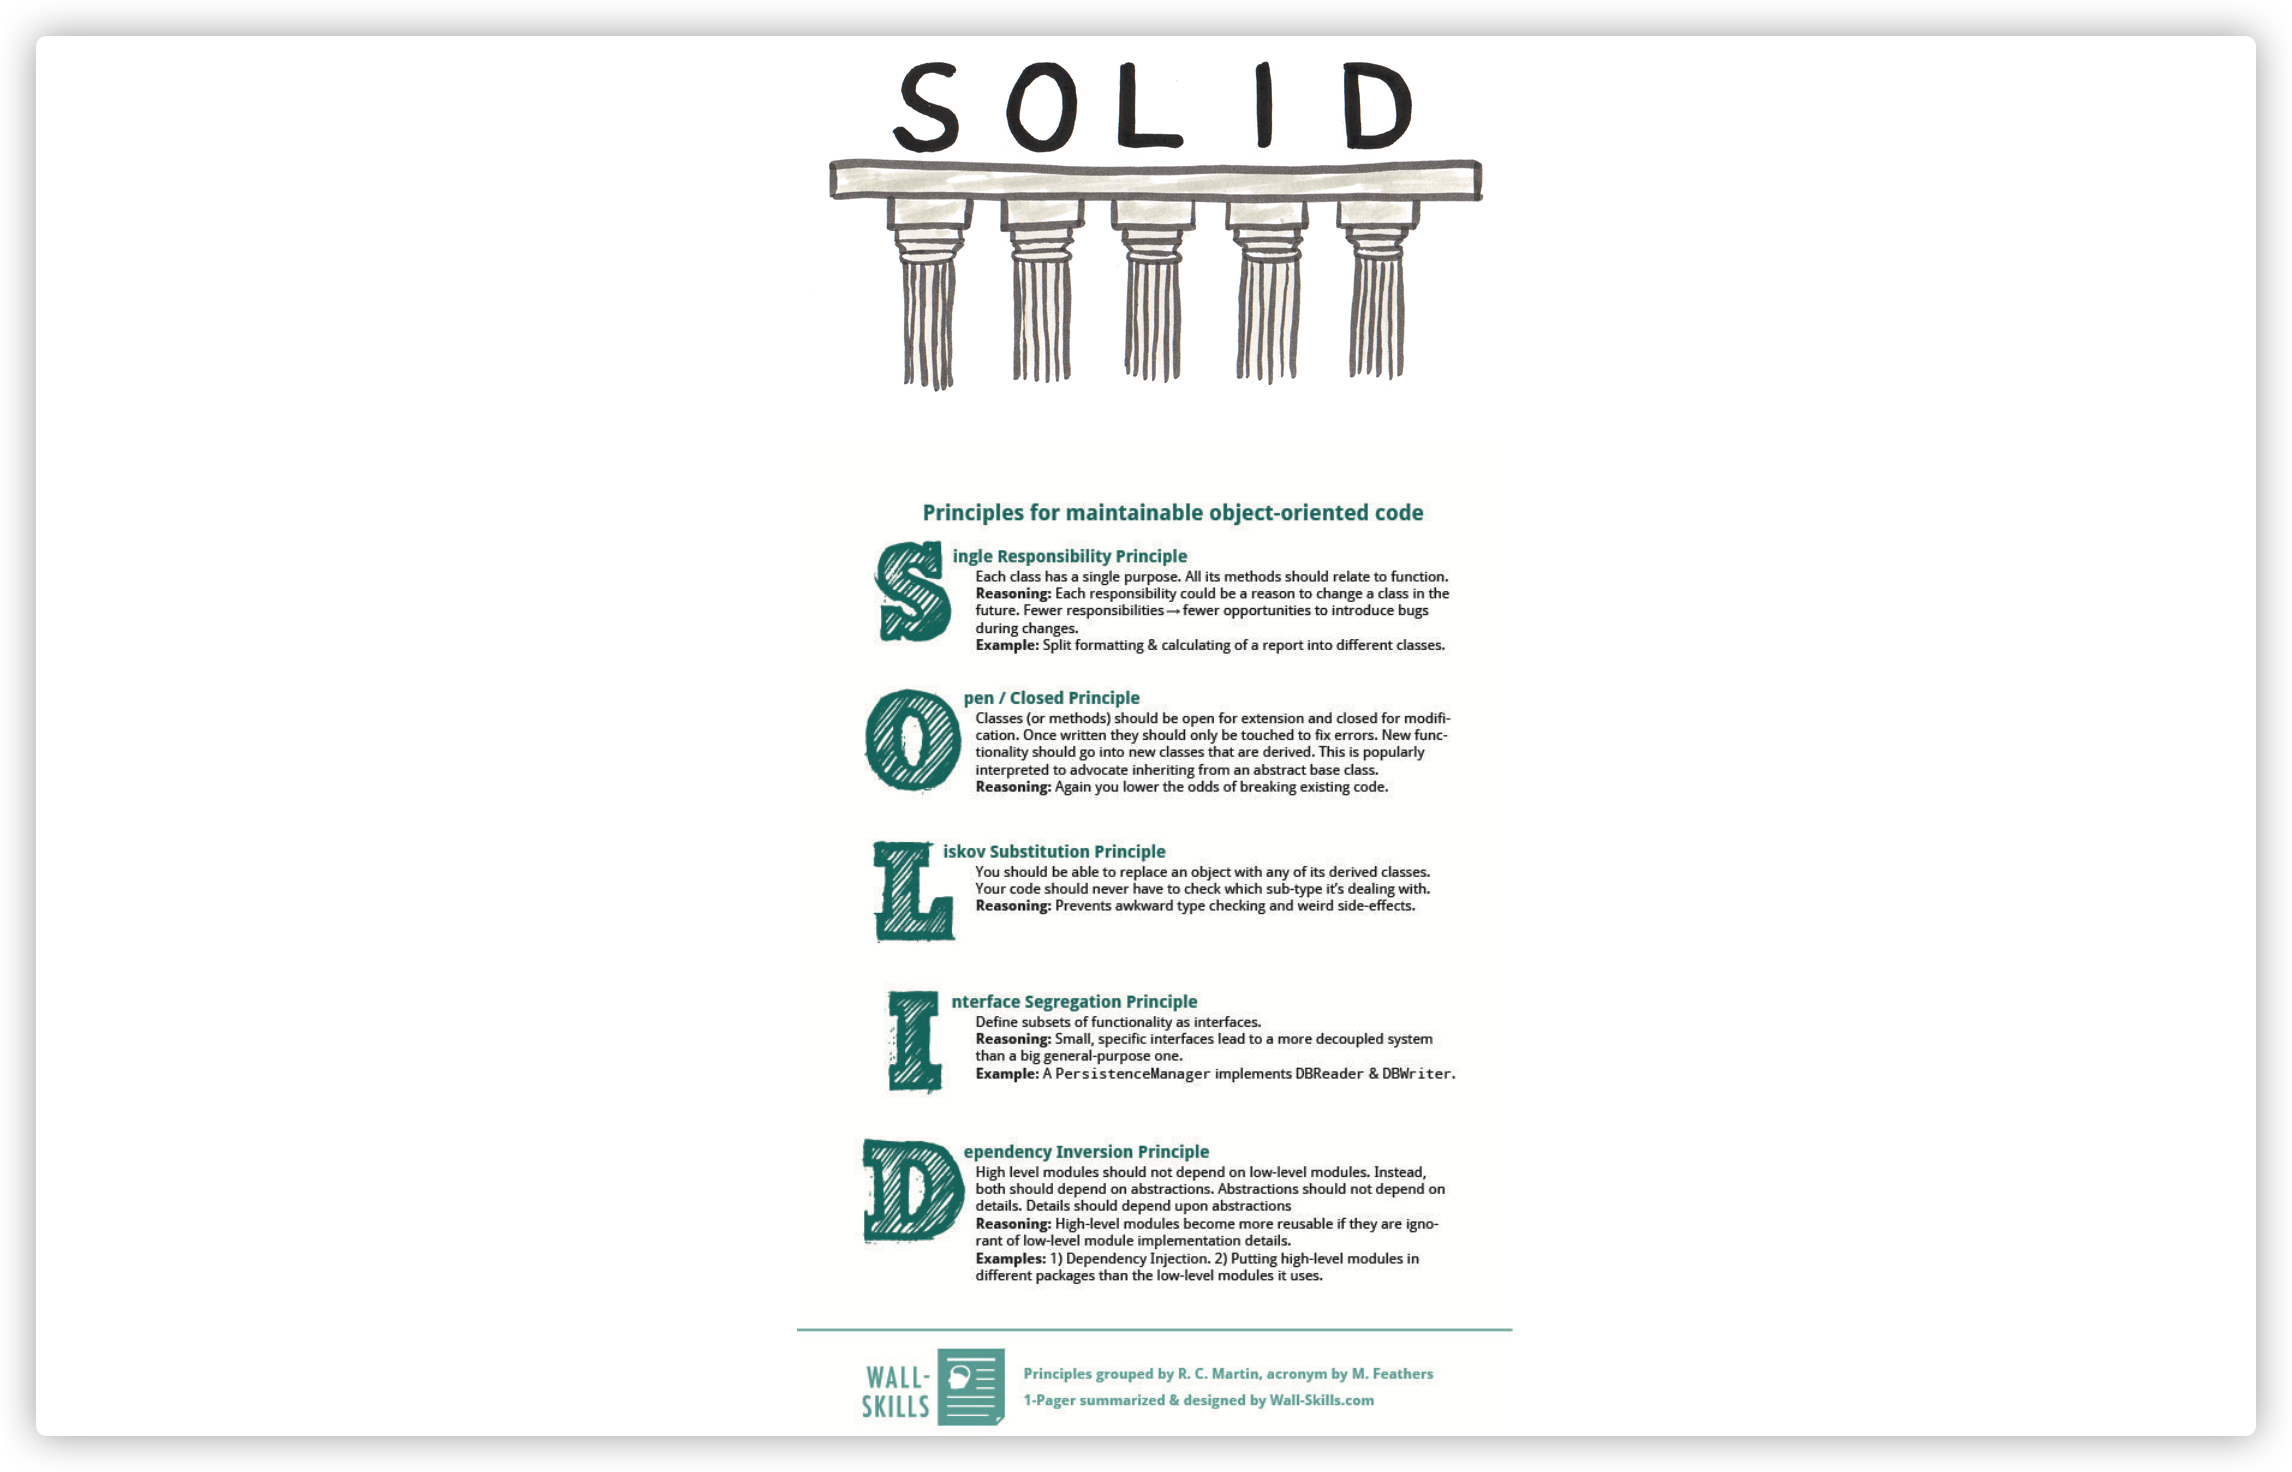 SOLID
Principles for maintainable object-oriented code
Single Responsibility Principle
Each class has a single purpose. All its methods should relate to function.
Reasoning: Each responsibility could be a reason to change a class in the
future. Fewer responsibilities→fewer opportunities to introduce bugs
during changes.
Example: Split formatting & calculating of a report into different classes.
Open / Closed Principle
Classes (or methods) should be open for extension and closed for modifi-
cation. Once written they should only be touched to fix errors. New func-
tionality should go into new classes that are derived. This is popularly
interpreted to advocate inheriting from an abstract base class.
Reasoning: Again you lower the odds of breaking existing code.
Liskov Substitution Principle
You should be able to replace an object with any of its derived classes.
Your code should never have to check which sub-type it’s dealing with.
Reasoning: Prevents awkward type checking and weird side-effects.
Interface Segregation Principle
Define subsets of functionality as interfaces.
Reasoning: Small, specific interfaces lead to a more decoupled system
than a big general-purpose one.
Example: A PersistenceManager implements DBReader & DBWriter.
Dependency Inversion Principle
High level modules should not depend on low-level modules. Instead,
both should depend on abstractions. Abstractions should not depend on
details. Details should depend upon abstractions
Reasoning: High-level modules become more reusable if they are igno-
rant of low-level module implementation details.
Examples: 1) Dependency Injection. 2) Putting high-level modules in
different packages than the low-level modules it uses.
WALL-
SKILLS
Principles grouped by R. C. Martin, acronym by M. Feathers
1-Pager summarized & designed by Wall-Skills.com